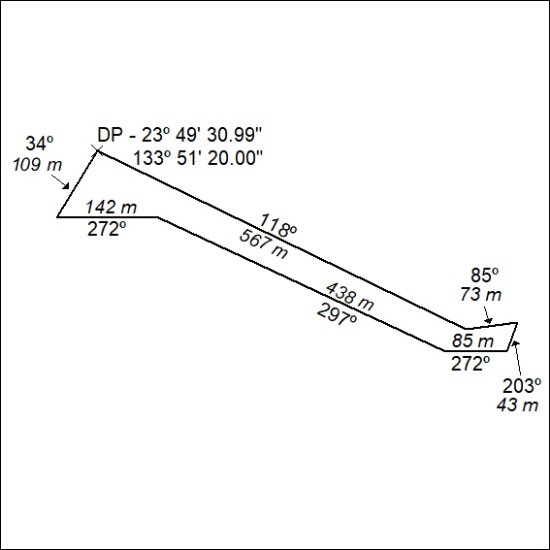 DP - 23º 49' 30.99"
133º 51' 20.00"
34º
109 m
142 m
272º
118º
567 m
438 m
297º
85º
73 m
85 m
272º
203º
43 m